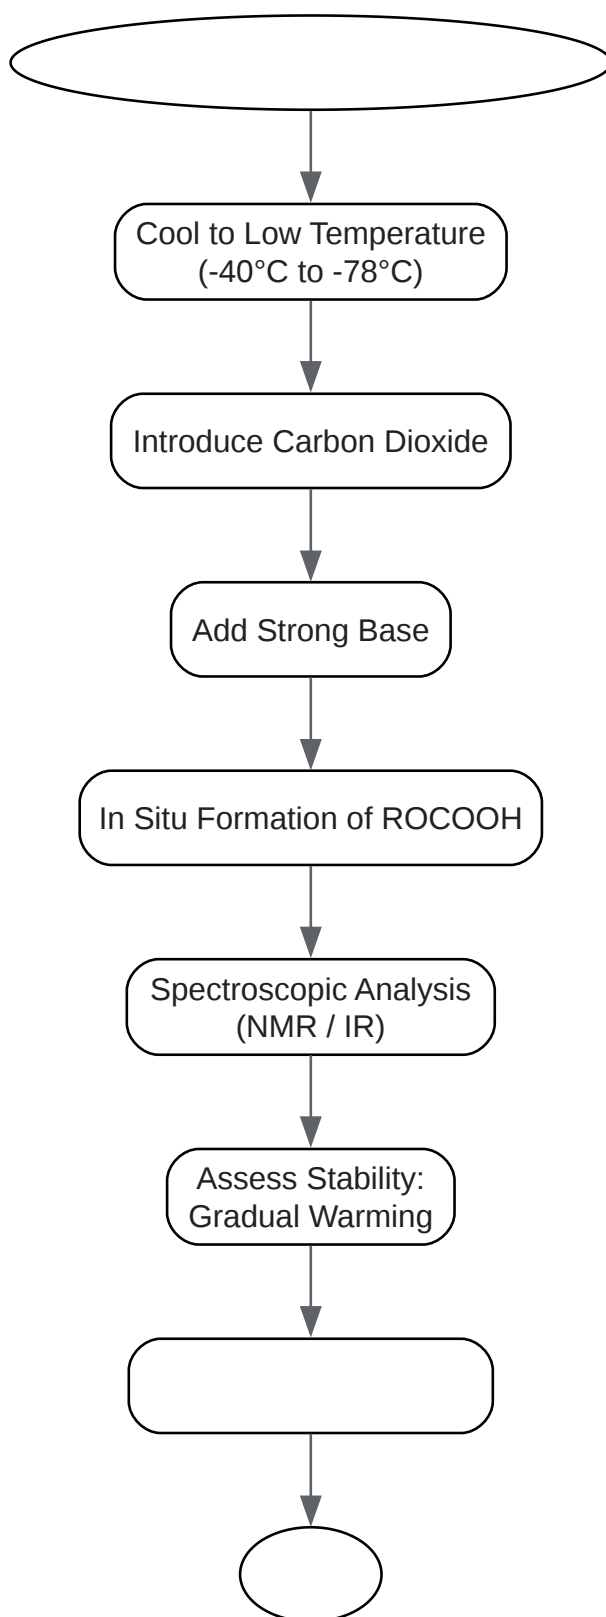 Cool to Low Temperature
(-40°C to -78°C)
Introduce Carbon Dioxide
Add Strong Base
In Situ Formation of ROCOOH
Spectroscopic Analysis
(NMR / IR)
Assess Stability:
Gradual Warming